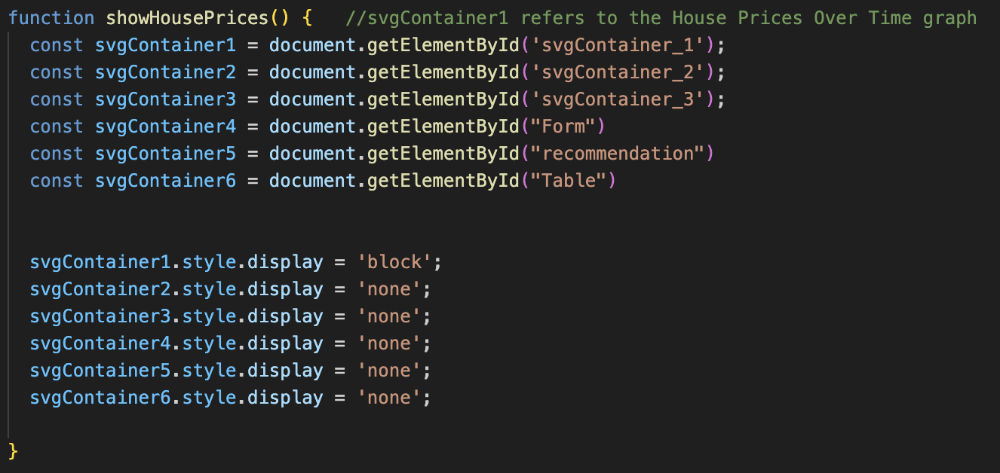 function showHousePrices() {   //svgContainer1 refers to the House Prices Over Time graph
  const svgContainer1 = document.getElementById('svgContainer_1');
  const svgContainer2 = document.getElementById('svgContainer_2');
  const svgContainer3 = document.getElementById('svgContainer_3');
  const svgContainer4 = document.getElementById("Form")
  const svgContainer5 = document.getElementById("recommendation")
  const svgContainer6 = document.getElementById("Table")
  svgContainer1.style.display = 'block';
  svgContainer2.style.display = 'none';
  svgContainer3.style.display = 'none';
  svgContainer4.style.display = 'none';
  svgContainer5.style.display = 'none';
  svgContainer6.style.display = 'none';
}